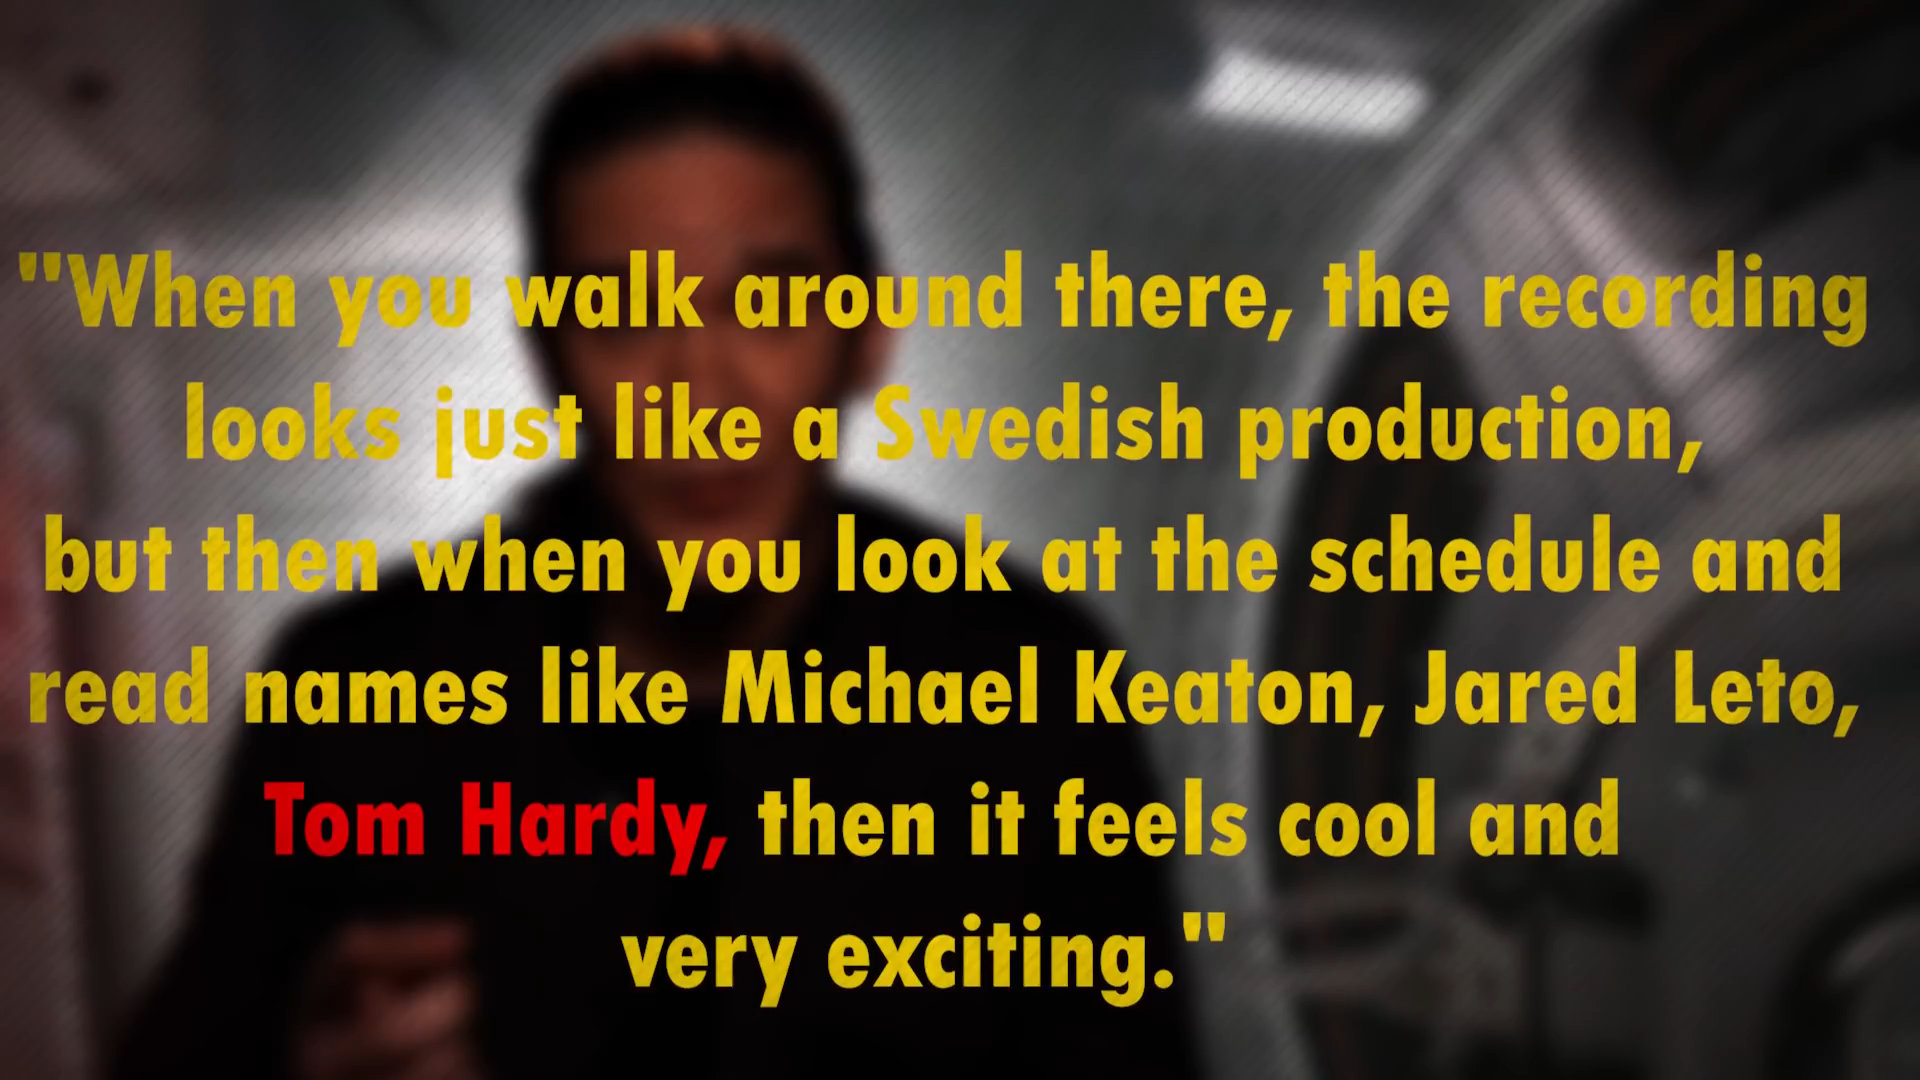 "When you walk around there, the recording
looks just like a Swedish production,
but then when you look at the schedule and
read names like Michael Keaton, Jared Leto,
Tom Hardy, then it feels cool and
very exciting."